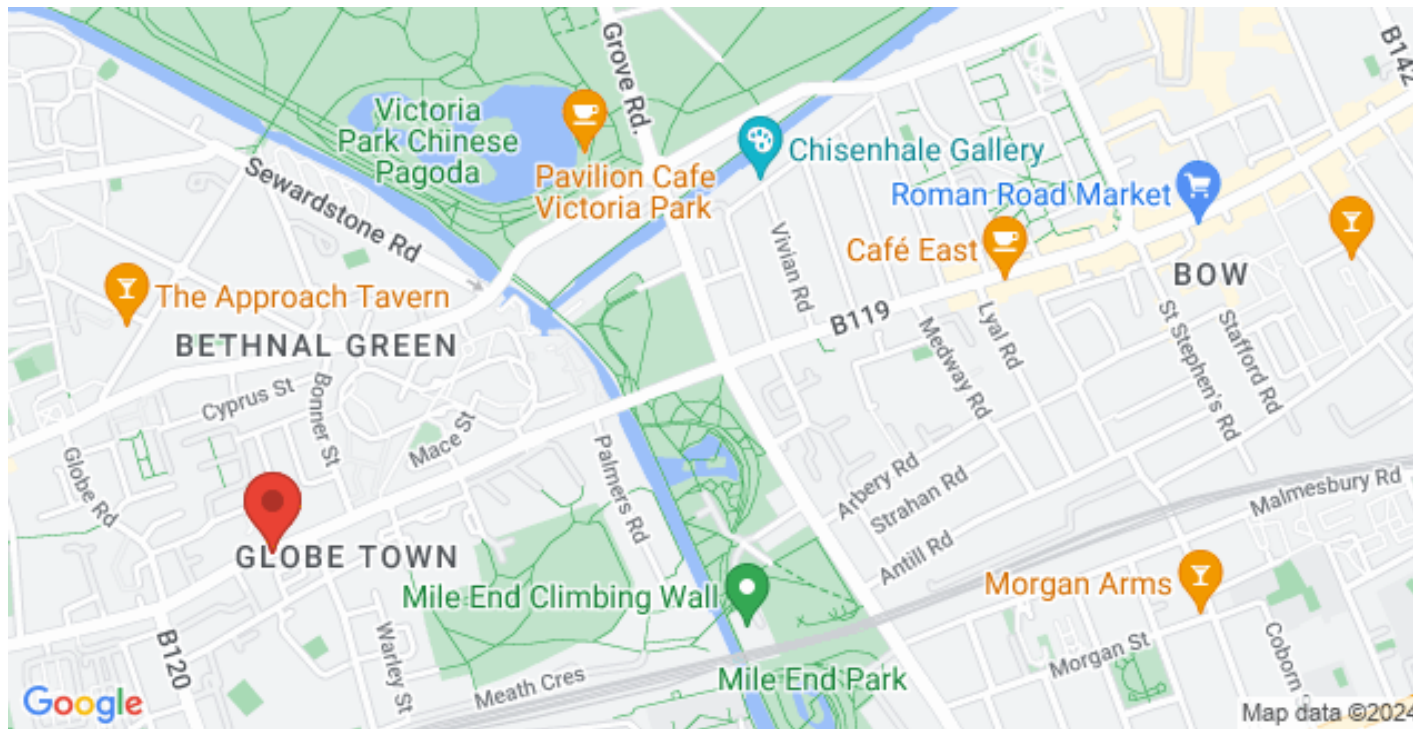 Grove Rd.
B142
Victoria
Park Chinese
Pagoda
Chisenhale Gallery
Pavilion Cafe
Victoria Park
Sewardstone Rd
Roman Road Market
Vivian Rd
Café East
BOW
The Approach Tavern
B119
BETHNAL GREEN
Lyal Rd
Medway Rd
St Stephen's Rd
Stafford Rd
Cyprus St
Bonner St
Mace St
Globe Rd
Palmers Rd
Arbery Rd
Strahan Rd
Malmesbury Rd
Antill Rd
GLOBE TOWN
Mile End Climbing Wall
Morgan Arms
B120
Warley St
Morgan St
Coborn
Meath Cres
Mile End Park
Google
Map data ©2024